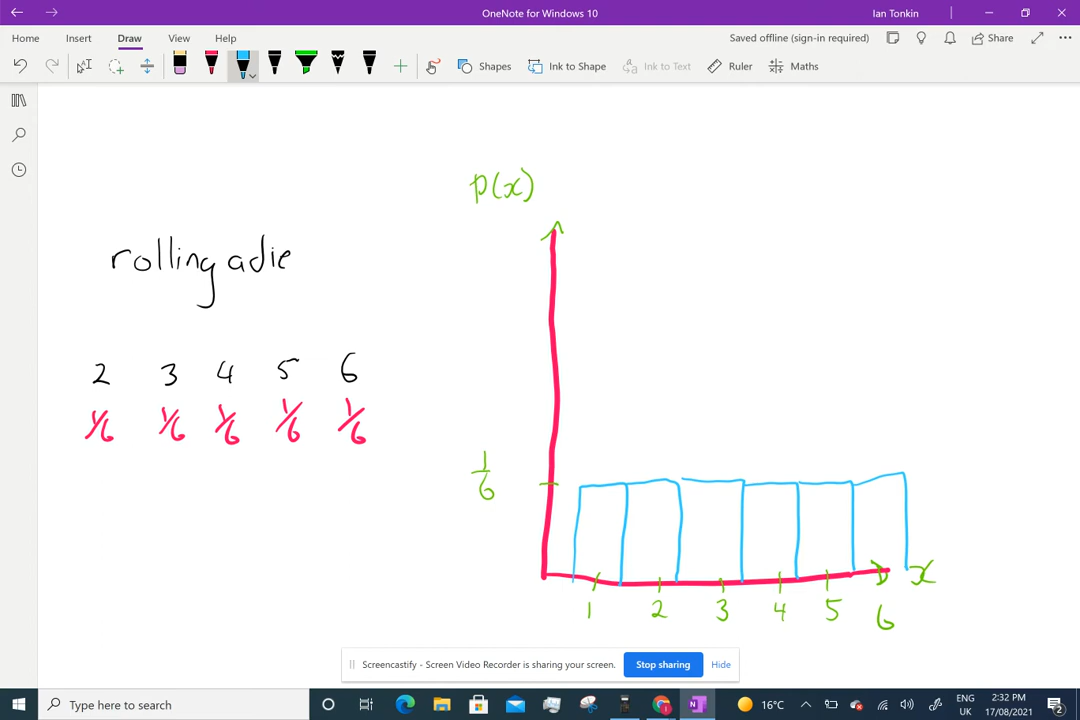 OneNote for Windows 10
Ian Tonkin
Home Insert Draw View Help
Saved offline (sign-in required)
Share
Shapes
Ink to Shape
Ink to Text
Ruler
Maths
p(x)
rolling a die
2 3 4 5 6
1/6 1/6 1/6 1/6 1/6
1/6
x
1 2 3 4 5 6
Screencastify - Screen Video Recorder is sharing your screen.
Stop sharing
Hide
Type here to search
16°C
ENG
UK
2:32 PM
17/08/2021
2